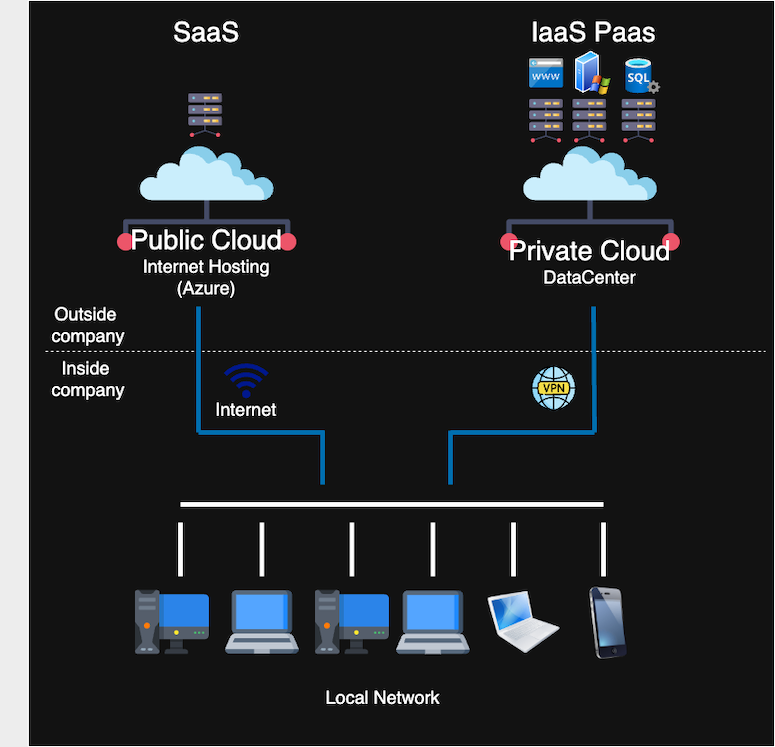 SaaS
IaaS Paas
www
SQL
Public Cloud
Internet Hosting
(Azure)
Private Cloud
DataCenter
Outside
company
Inside
company
Internet
VPN
Local Network